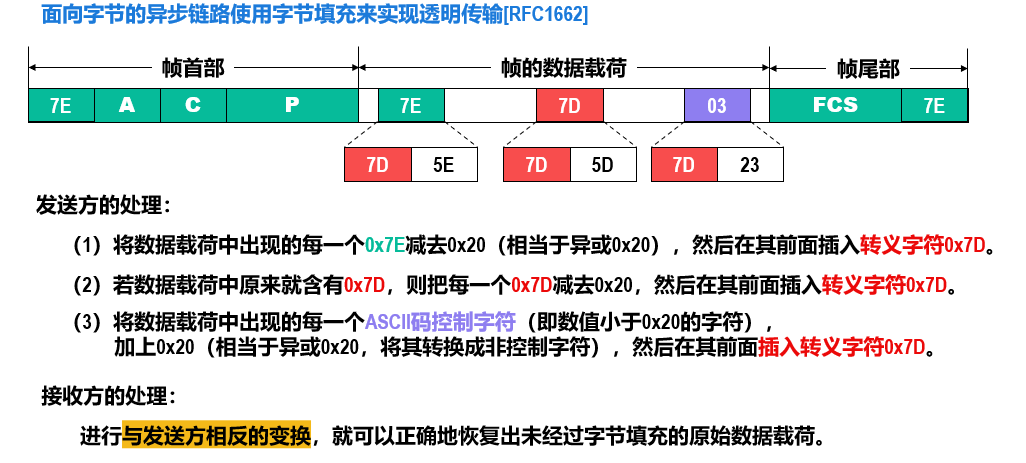 面向字节的异步链路使用字节填充来实现透明传输[RFC1662]
帧首部 帧的数据载荷 帧尾部
7E A C P 7E 7D 03 FCS 7E
7D 5E 7D 5D 7D 23
发送方的处理：
（1）将数据载荷中出现的每一个0x7E减去0x20（相当于异或0x20），然后在其前面插入转义字符0x7D。
（2）若数据载荷中原来就含有0x7D，则把每一个0x7D减去0x20，然后在其前面插入转义字符0x7D。
（3）将数据载荷中出现的每一个ASCII码控制字符（即数值小于0x20的字符），
加上0x20（相当于异或0x20，将其转换成非控制字符），然后在其前面插入转义字符0x7D。
接收方的处理：
进行与发送方相反的变换，就可以正确地恢复出未经过字节填充的原始数据载荷。